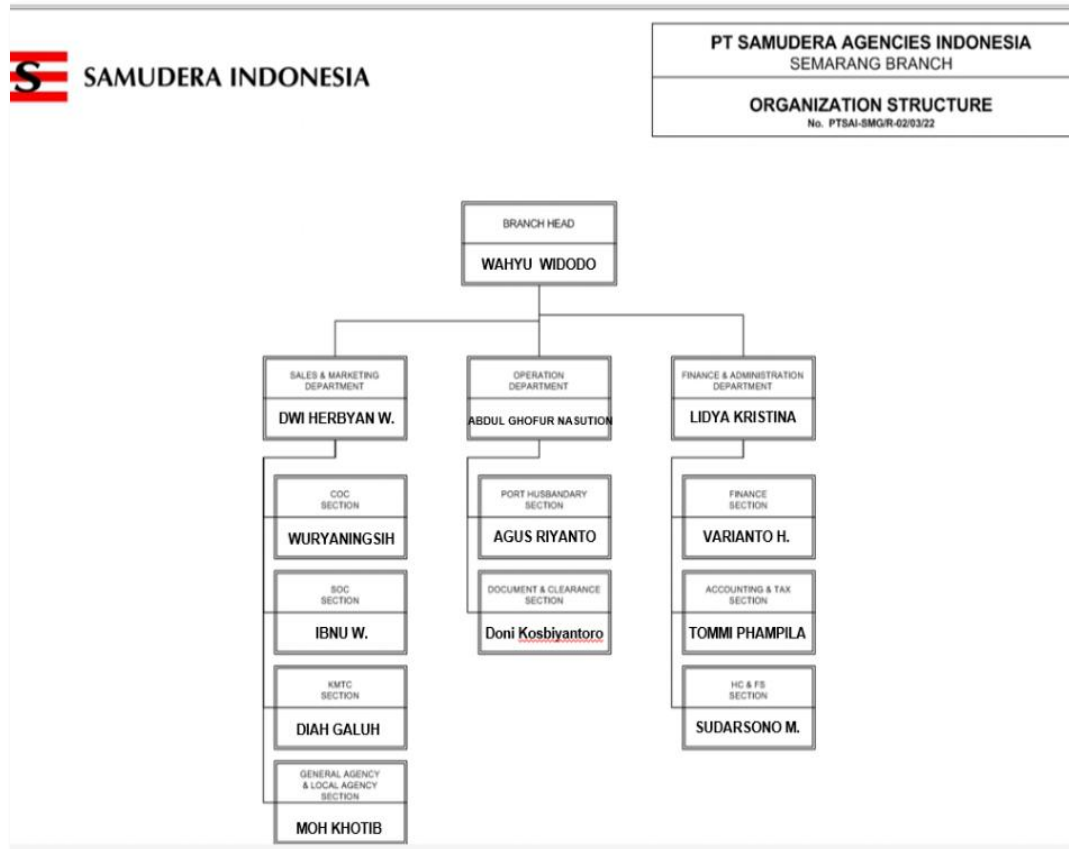 S SAMUDERA INDONESIA
PT SAMUDERA AGENCIES INDONESIA
SEMARANG BRANCH
ORGANIZATION STRUCTURE
No. PTSAI-SMG/R-02/03/22
BRANCH HEAD
WAHYU WIDODO
SALES & MARKETING
DEPARTMENT
DWI HERBYAN W.
OPERATION
DEPARTMENT
ABDUL GHOFUR NASUTION
FINANCE & ADMINISTRATION
DEPARTMENT
LIDYA KRISTINA
COC
SECTION
WURYANINGSIH
SOC
SECTION
IBNU W.
KMTC
SECTION
DIAH GALUH
GENERAL AGENCY
& LOCAL AGENCY
SECTION
MOH KHOTIB
PORT HUSBANDARY
SECTION
AGUS RIYANTO
DOCUMENT & CLEARANCE
SECTION
Doni Kosbiyantoro
FINANCE
SECTION
VARIANTO H.
ACCOUNTING & TAX
SECTION
TOMMI PHAMPILA
HC & FS
SECTION
SUDARSONO M.